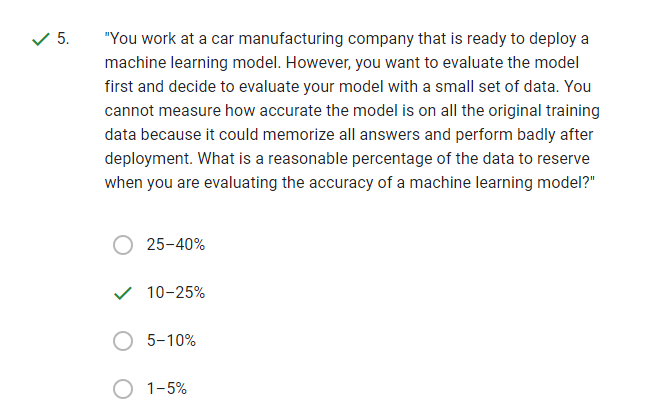 5. "You work at a car manufacturing company that is ready to deploy a
machine learning model. However, you want to evaluate the model
first and decide to evaluate your model with a small set of data. You
cannot measure how accurate the model is on all the original training
data because it could memorize all answers and perform badly after
deployment. What is a reasonable percentage of the data to reserve
when you are evaluating the accuracy of a machine learning model?"
25–40%
10–25%
5–10%
1–5%